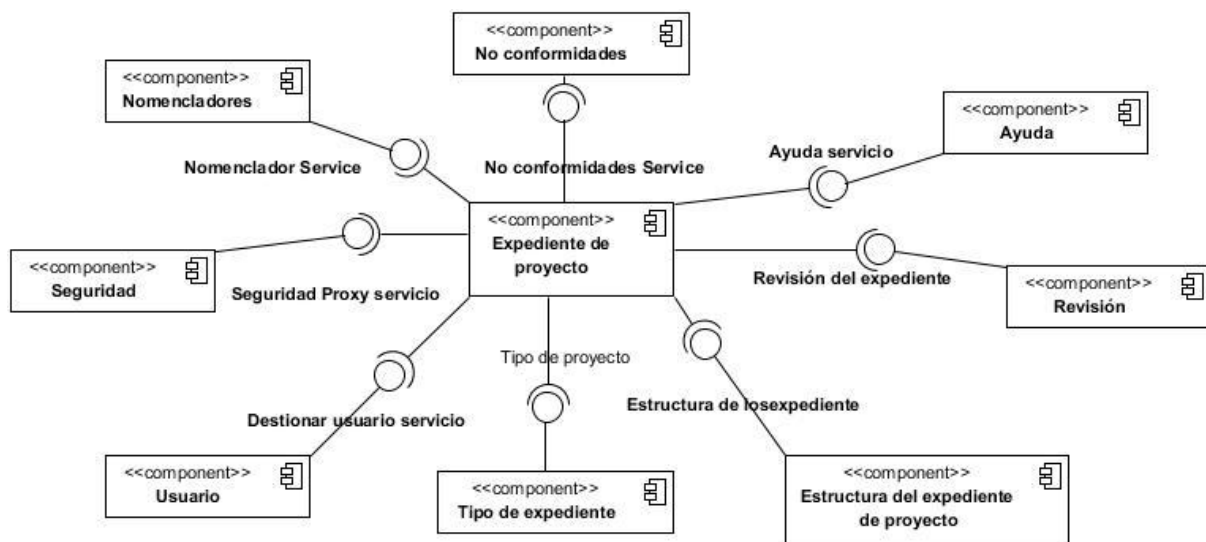 <<component>>
No conformidades
<<component>>
Nomencladores
<<component>>
Ayuda
Ayuda servicio
Nomenclador Service
No conformidades Service
<<component>>
Expediente de
proyecto
<<component>>
Seguridad
Seguridad Proxy servicio
Revisión del expediente
<<component>>
Revisión
Tipo de proyecto
Destionar usuario servicio
Estructura de losexpediente
<<component>>
Usuario
<<component>>
Tipo de expediente
<<component>>
Estructura del expediente
de proyecto